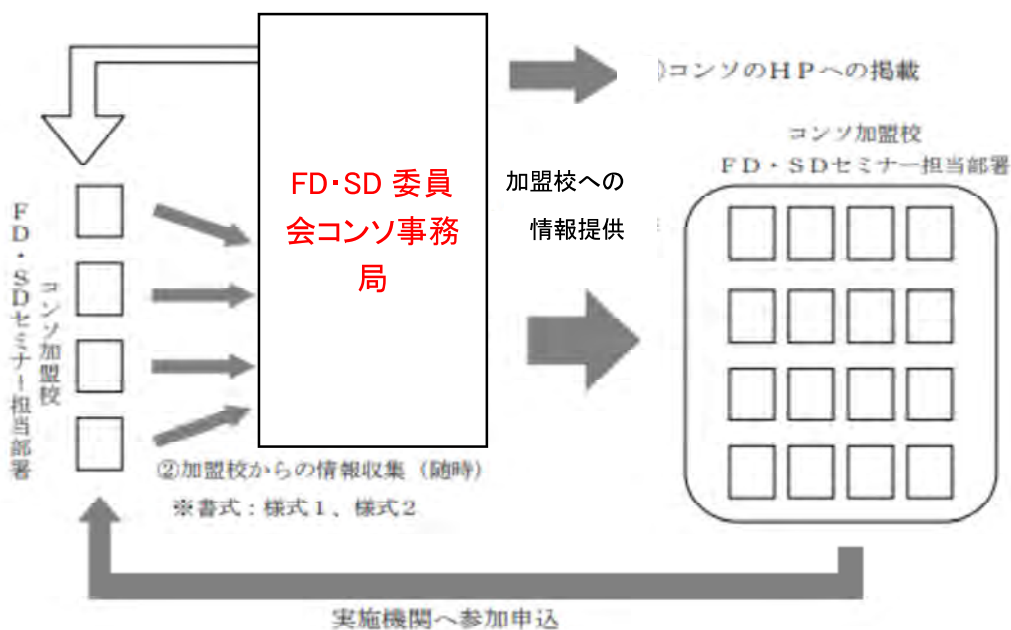 )コンソのHPへの掲載
コンソ加盟校
FD・SDセミナー担当部署
FD・SD 委員
会コンソ事務
局
加盟校への
情報提供
コンソ加盟校
FD・SDセミナー担当部署
②加盟校からの情報収集（随時）
※書式：様式１、様式２
実施機関へ参加申込